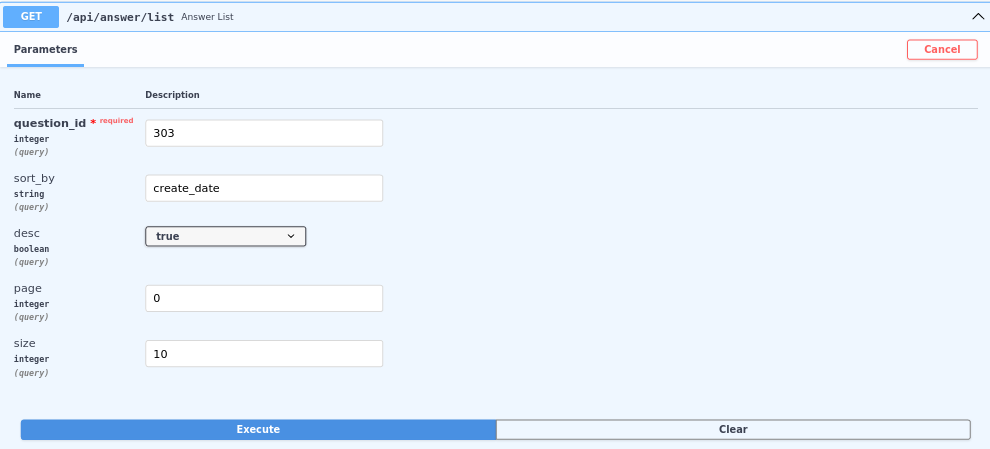 GET /api/answer/list Answer List
Parameters Cancel
Name Description
question_id * required
integer
(query)
303
sort_by
string
(query)
create_date
desc
boolean
(query)
true
page
integer
(query)
0
size
integer
(query)
10
Execute Clear